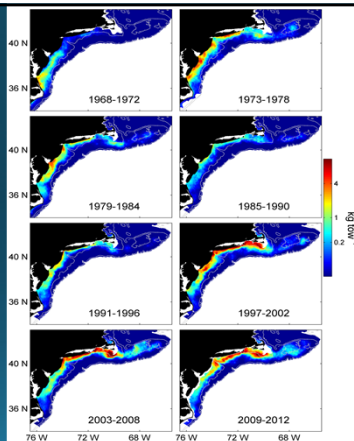 40 N
36 N
1968-1972
1973-1978
40 N
36 N
1979-1984
1985-1990
40 N
36 N
1991-1996
1997-2002
40 N
36 N
2003-2008
2009-2012
76 W 72 W 68 W
76 W 72 W 68 W
4
1
0.2
kg tow⁻